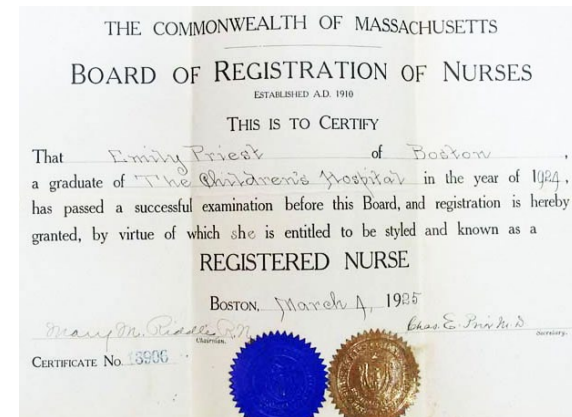 THE COMMONWEALTH OF MASSACHUSETTS
BOARD OF REGISTRATION OF NURSES
ESTABLISHED A.D. 1910
THIS IS TO CERTIFY
That Emily Priest of Boston,
a graduate of The Children's Hospital in the year of 1924,
has passed a successful examination before this Board, and registration is hereby
granted, by virtue of which she is entitled to be styled and known as a
REGISTERED NURSE
BOSTON, March 4, 1925
Mary M. Riddle R.N. Chas. E. Prior M.D.
Chairman. Secretary.
CERTIFICATE No.